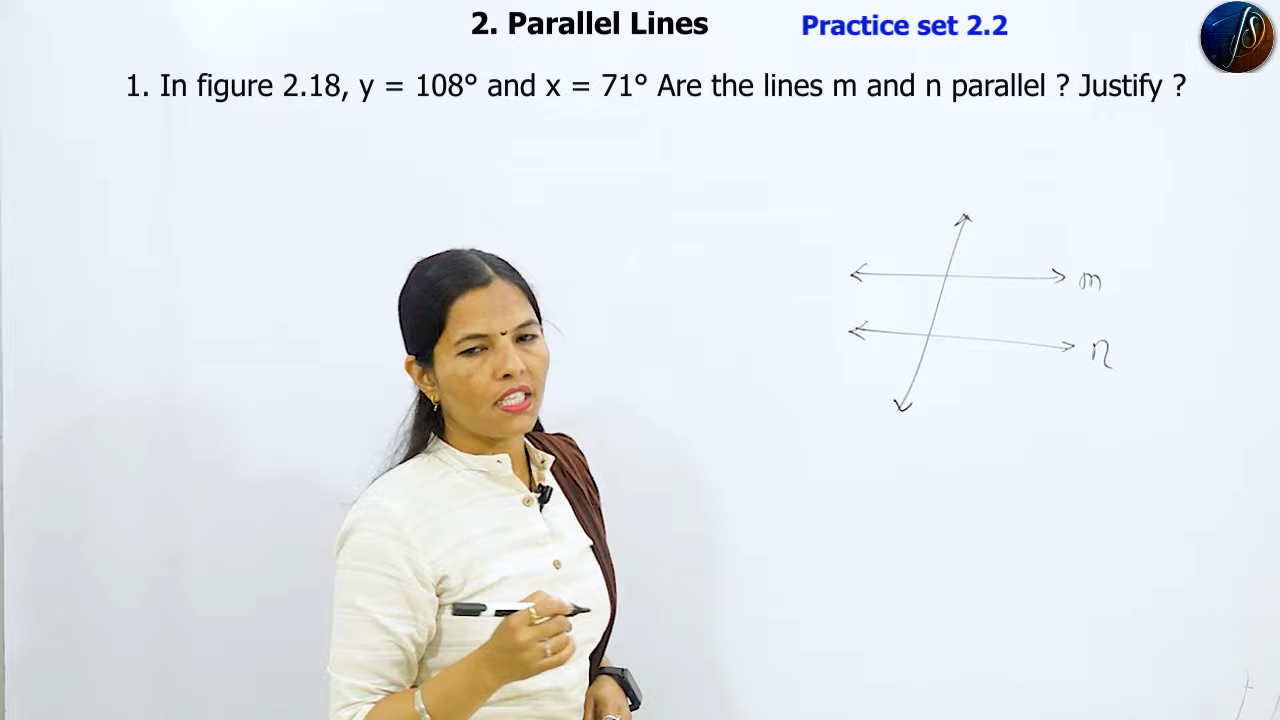 2. Parallel Lines Practice set 2.2
1. In figure 2.18, y = 108° and x = 71° Are the lines m and n parallel ? Justify ?
m
n